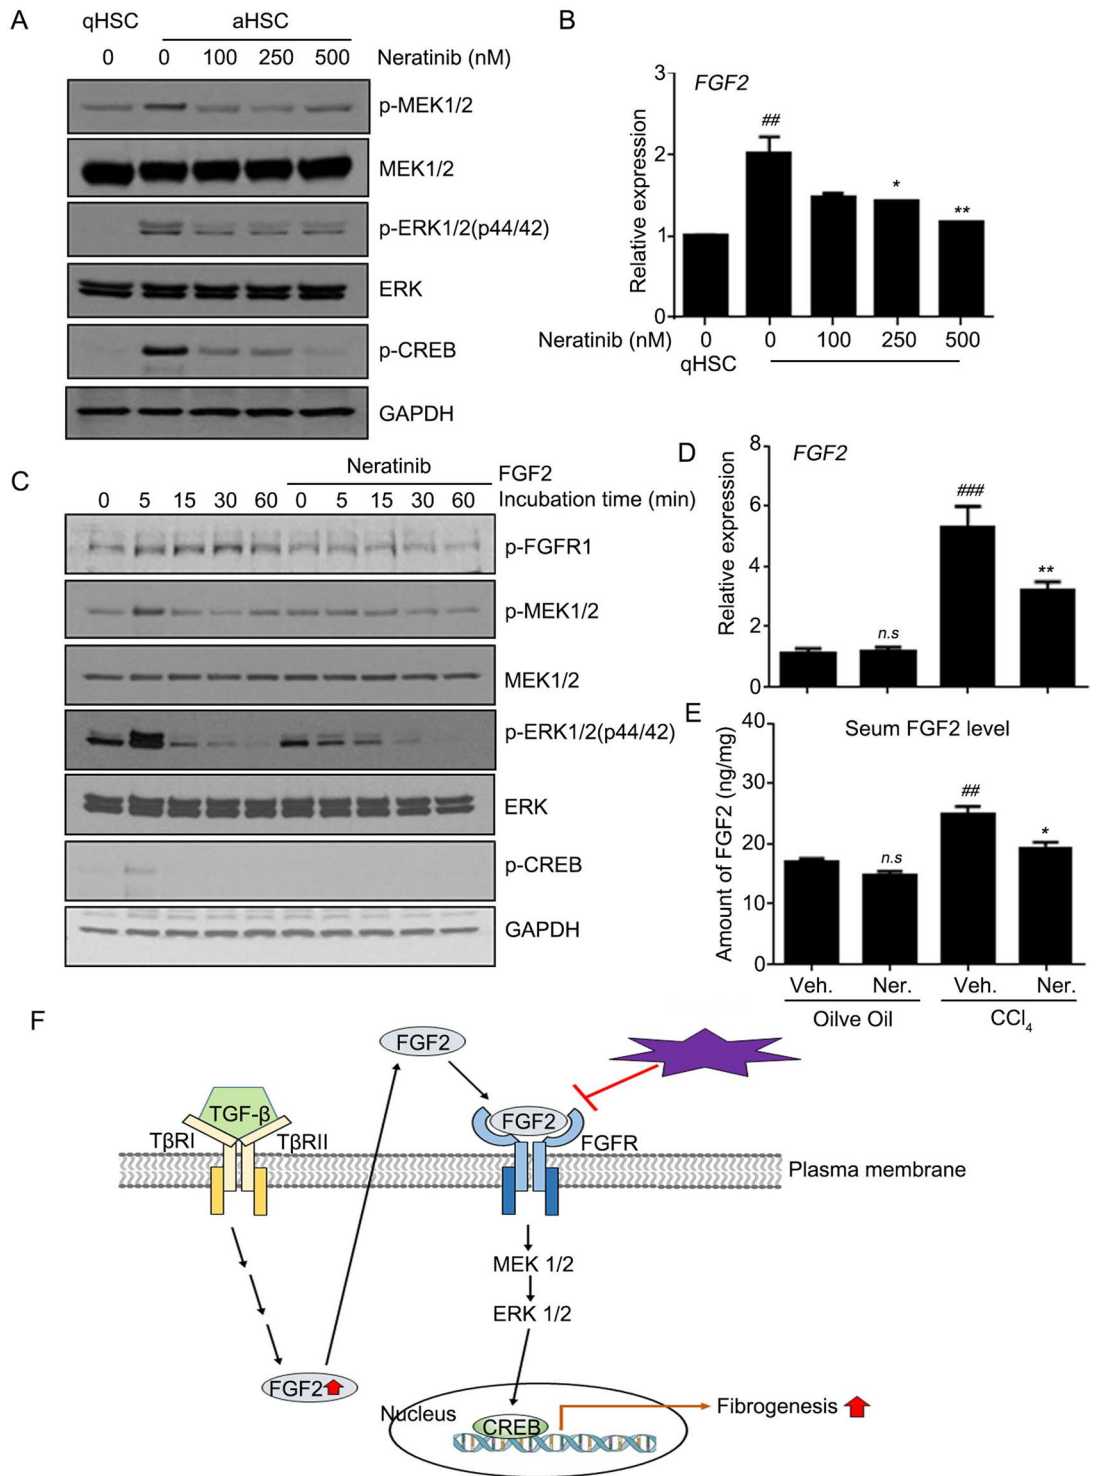 A
qHSC aHSC
0 0 100 250 500 Neratinib (nM)
p-MEK1/2
MEK1/2
p-ERK1/2(p44/42)
ERK
p-CREB
GAPDH
B
FGF2
Relative expression
3
2
1
0
##
*
**
Neratinib (nM) 0 0 100 250 500
qHSC
C
Neratinib FGF2
0 5 15 30 60 0 5 15 30 60 Incubation time (min)
p-FGFR1
p-MEK1/2
MEK1/2
p-ERK1/2(p44/42)
ERK
p-CREB
GAPDH
D
FGF2
Relative expression
8
6
4
2
0
n.s
###
**
E
Seum FGF2 level
Amount of FGF2 (ng/mg)
40
30
20
10
0
n.s
##
*
Veh. Ner. Veh. Ner.
Oilve Oil CCl₄
F
FGF2
TGF-β
TβRI TβRII
FGF2
FGFR
Plasma membrane
MEK 1/2
ERK 1/2
FGF2
Nucleus
CREB
Fibrogenesis